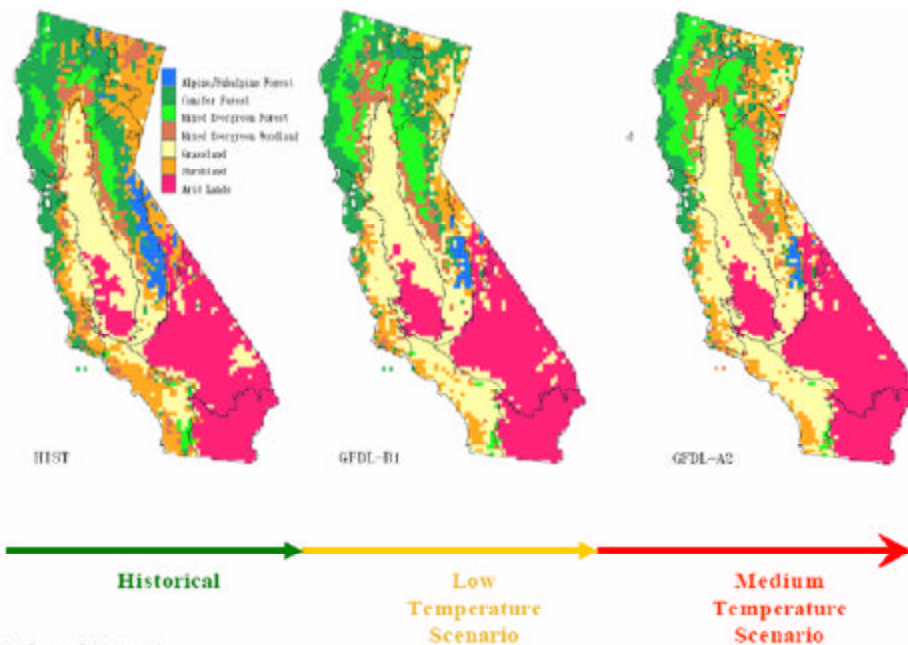 Alpine/Subalpine Forest
Conifer Forest
Mixed Evergreen Forest
Mixed Evergreen Woodland
Grassland
Shrubland
Arid Lands
HIST
GFDL-B1
GFDL-A2
Historical
Low
Temperature
Scenario
Medium
Temperature
Scenario